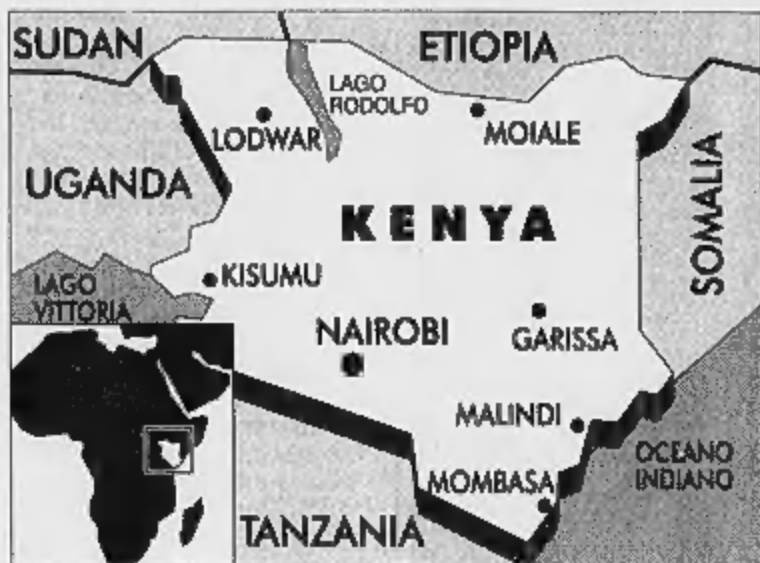 SUDAN
ETIOPIA
LAGO
RODOLFO
LODWAR
MOIALE
UGANDA
KENYA
SOMALIA
LAGO
VITTORIA
KISUMU
NAIROBI
GARISSA
MALINDI
OCEANO
INDIANO
MOMBASA
TANZANIA